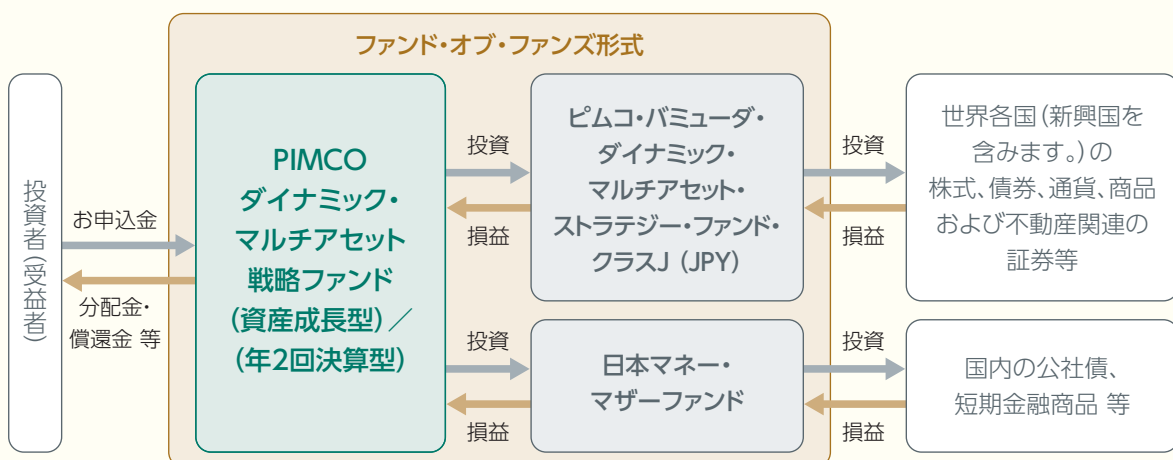 ファンド・オブ・ファンズ形式
投資者(受益者)
お申込金
分配金・
償還金 等
PIMCO
ダイナミック・
マルチアセット
戦略ファンド
(資産成長型)/
(年2回決算型)
投資
損益
ピムコ・バミューダ・
ダイナミック・
マルチアセット・
ストラテジー・ファンド・
クラスJ (JPY)
投資
損益
世界各国(新興国を
含みます。)の
株式、債券、通貨、商品
および不動産関連の
証券等
投資
損益
日本マネー・
マザーファンド
投資
損益
国内の公社債、
短期金融商品 等